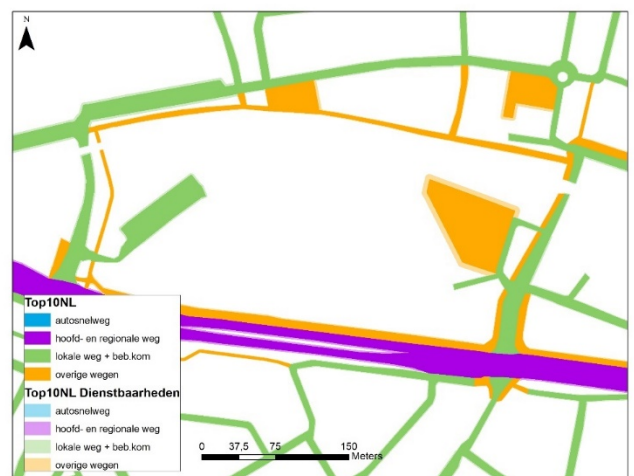 N
Top10NL
autosnelweg
hoofd- en regionale weg
lokale weg + beb.kom
overige wegen
Top10NL Dienstbaarheden
autosnelweg
hoofd- en regionale weg
lokale weg + beb.kom
overige wegen
0 37,5 75 150
Meters